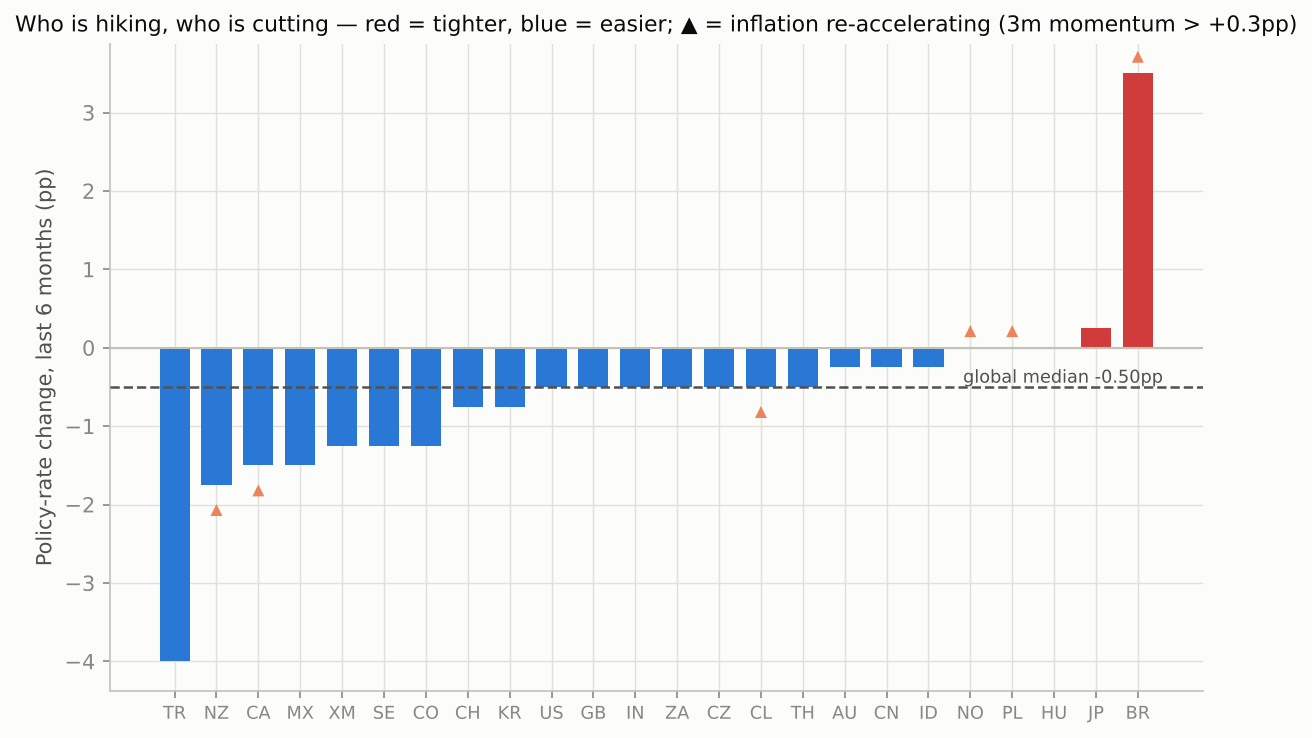 Who is hiking, who is cutting — red = tighter, blue = easier; ▲ = inflation re-accelerating (3m momentum > +0.3pp)
Policy-rate change, last 6 months (pp)
3
2
1
0
−1
−2
−3
−4
global median -0.50pp
TR NZ CA MX XM SE CO CH KR US GB IN ZA CZ CL TH AU CN ID NO PL HU JP BR